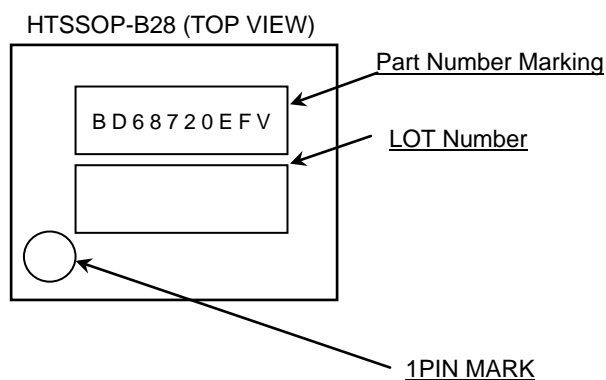 HTSSOP-B28 (TOP VIEW)
Part Number Marking
BD68720EFV
LOT Number
1PIN MARK